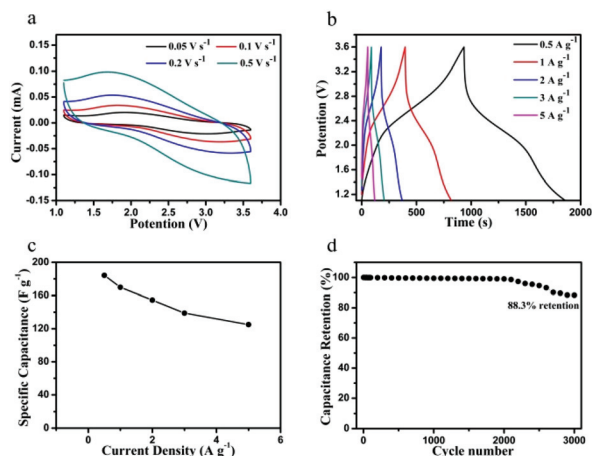 a
0.05 V s⁻¹ 0.1 V s⁻¹
0.2 V s⁻¹ 0.5 V s⁻¹
0.15
0.10
0.05
0.00
-0.05
-0.10
-0.15
Current (mA)
1.0 1.5 2.0 2.5 3.0 3.5 4.0
Potention (V)
b
0.5 A g⁻¹
1 A g⁻¹
2 A g⁻¹
3 A g⁻¹
5 A g⁻¹
3.6
3.0
2.4
1.8
1.2
Potention (V)
0 500 1000 1500 2000
Time (s)
c
200
160
120
80
40
0
Specific Capacitance (F g⁻¹)
0 2 4 6
Current Density (A g⁻¹)
d
120
100
80
60
40
20
0
Capacitance Retention (%)
88.3% retention
0 1000 2000 3000
Cycle number